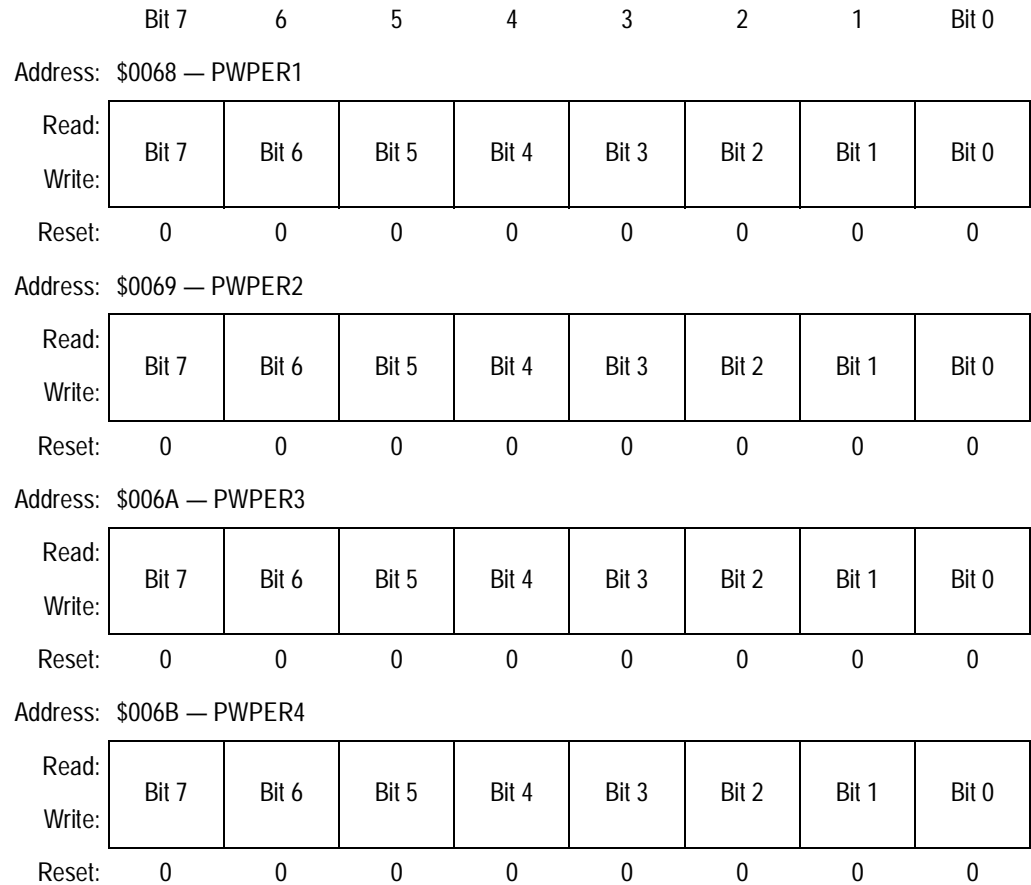 Bit 7 6 5 4 3 2 1 Bit 0
Address: $0068 — PWPER1
Read:
Bit 7 Bit 6 Bit 5 Bit 4 Bit 3 Bit 2 Bit 1 Bit 0
Write:
Reset: 0 0 0 0 0 0 0 0
Address: $0069 — PWPER2
Read:
Bit 7 Bit 6 Bit 5 Bit 4 Bit 3 Bit 2 Bit 1 Bit 0
Write:
Reset: 0 0 0 0 0 0 0 0
Address: $006A — PWPER3
Read:
Bit 7 Bit 6 Bit 5 Bit 4 Bit 3 Bit 2 Bit 1 Bit 0
Write:
Reset: 0 0 0 0 0 0 0 0
Address: $006B — PWPER4
Read:
Bit 7 Bit 6 Bit 5 Bit 4 Bit 3 Bit 2 Bit 1 Bit 0
Write:
Reset: 0 0 0 0 0 0 0 0